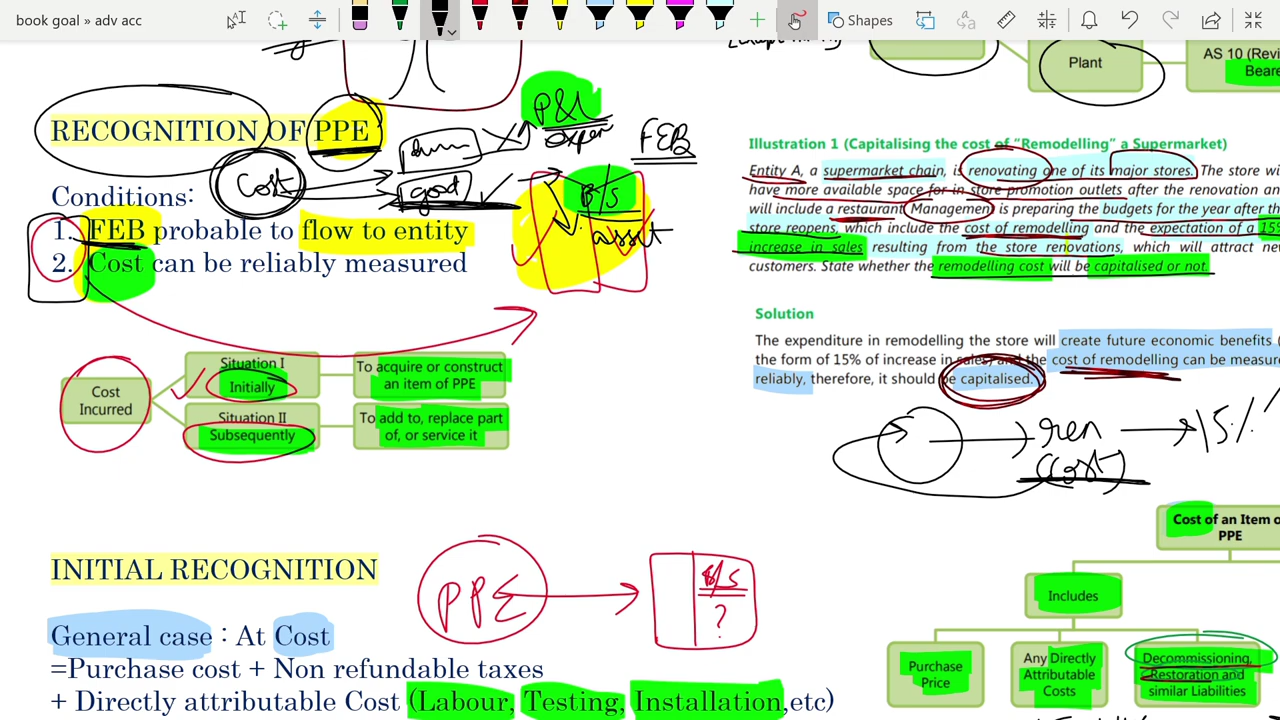 book goal > adv acc
Shapes
RECOGNITION OF PPE
Cost
good
P&L
FEB
B/S
asset
Conditions:
1. FEB probable to flow to entity
2. Cost can be reliably measured
Cost
Incurred
Situation I
Initially
To acquire or construct
an item of PPE
Situation II
Subsequently
To add to, replace part
of, or service it
INITIAL RECOGNITION
PPE
B/S
?
General case : At Cost
=Purchase cost + Non refundable taxes
+ Directly attributable Cost (Labour, Testing, Installation,etc)
Plant
AS 10 (Revi
Beare
Illustration 1 (Capitalising the cost of “Remodelling” a Supermarket)
Entity A, a supermarket chain, is renovating one of its major stores. The store wi
have more available space for in store promotion outlets after the renovation an
will include a restaurant. Management is preparing the budgets for the year after th
store reopens, which include the cost of remodelling and the expectation of a 15%
increase in sales resulting from the store renovations, which will attract ne
customers. State whether the remodelling cost will be capitalised or not.
Solution
The expenditure in remodelling the store will create future economic benefits (
the form of 15% of increase in sales) and the cost of remodelling can be measure
reliably, therefore, it should be capitalised.
ren
15%
(cost)
Cost of an Item o
PPE
Includes
Purchase
Price
Any Directly
Attributable
Costs
Decommissioning,
Restoration and
similar Liabilities